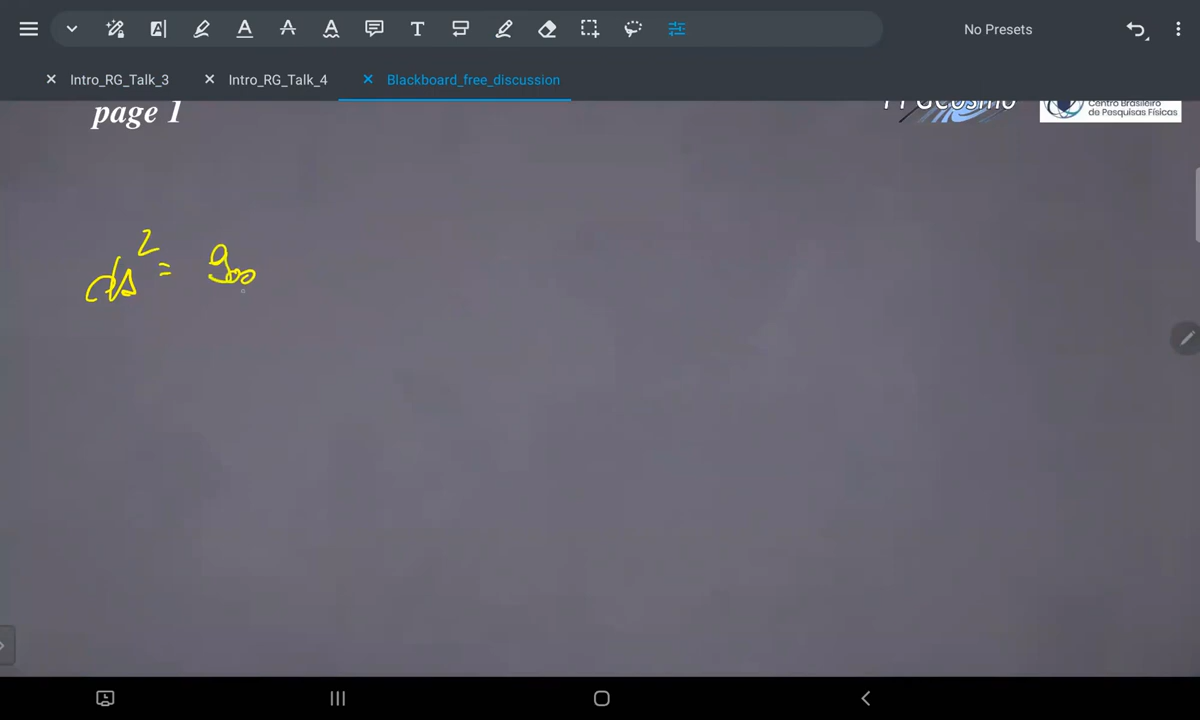 No Presets
Intro_RG_Talk_3
Intro_RG_Talk_4
Blackboard_free_discussion
page 1
Centro Brasileiro
de Pesquisas Físicas
ds² = g₀₀